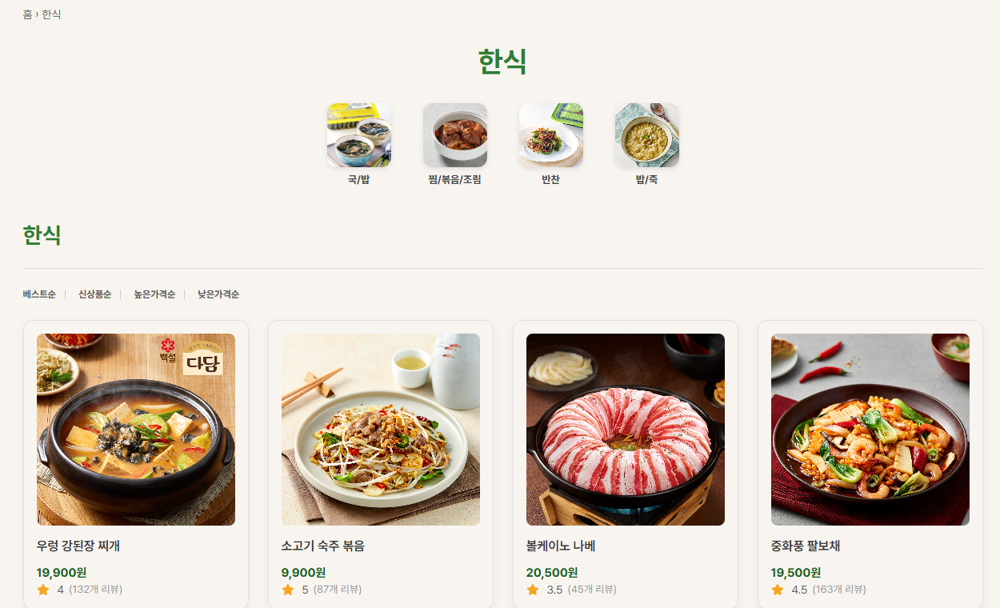 홈 › 한식
한식
국/밥
찜/볶음/조림
반찬
밥/죽
한식
베스트순
신상품순
높은가격순
낮은가격순
백설
다담
우렁 강된장 찌개
19,900원
4 (132개 리뷰)
소고기 숙주 볶음
9,900원
5 (87개 리뷰)
볼케이노 나베
20,500원
3.5 (45개 리뷰)
중화풍 팔보채
19,500원
4.5 (163개 리뷰)